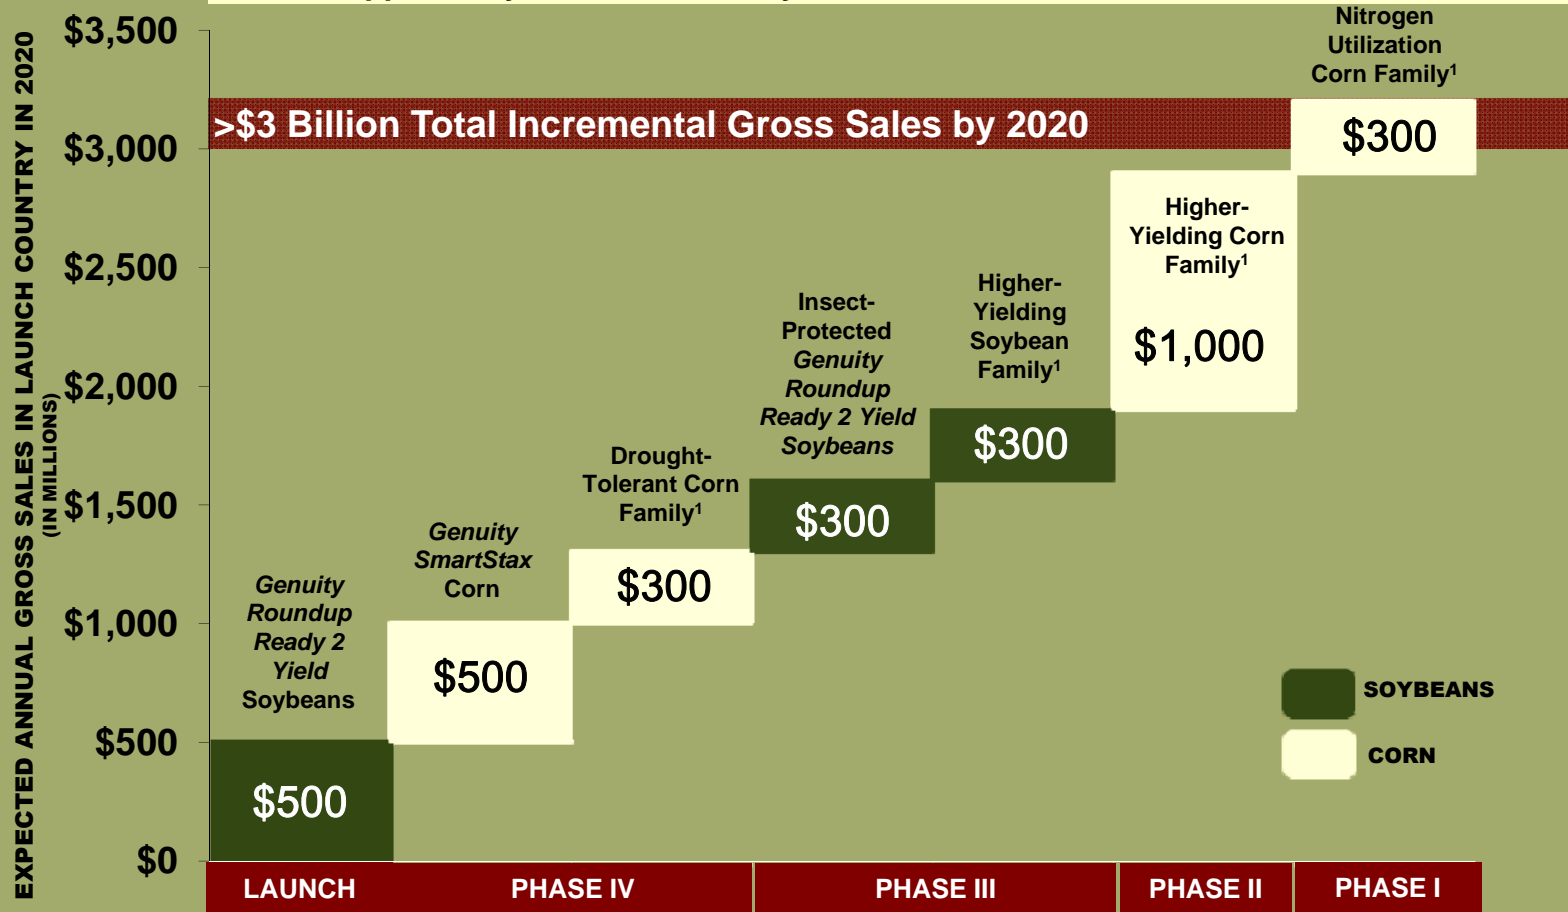 EXPECTED ANNUAL GROSS SALES IN LAUNCH COUNTRY IN 2020
(IN MILLIONS)
$3,500
$3,000
$2,500
$2,000
$1,500
$1,000
$500
$0
>$3 Billion Total Incremental Gross Sales by 2020
Genuity
Roundup
Ready 2
Yield
Soybeans
$500
Genuity
SmartStax
Corn
$500
Drought-
Tolerant Corn
Family¹
$300
Insect-
Protected
Genuity
Roundup
Ready 2 Yield
Soybeans
$300
Higher-
Yielding
Soybean
Family¹
$300
Higher-
Yielding Corn
Family¹
$1,000
Nitrogen
Utilization
Corn Family¹
$300
SOYBEANS
CORN
LAUNCH
PHASE IV
PHASE III
PHASE II
PHASE I